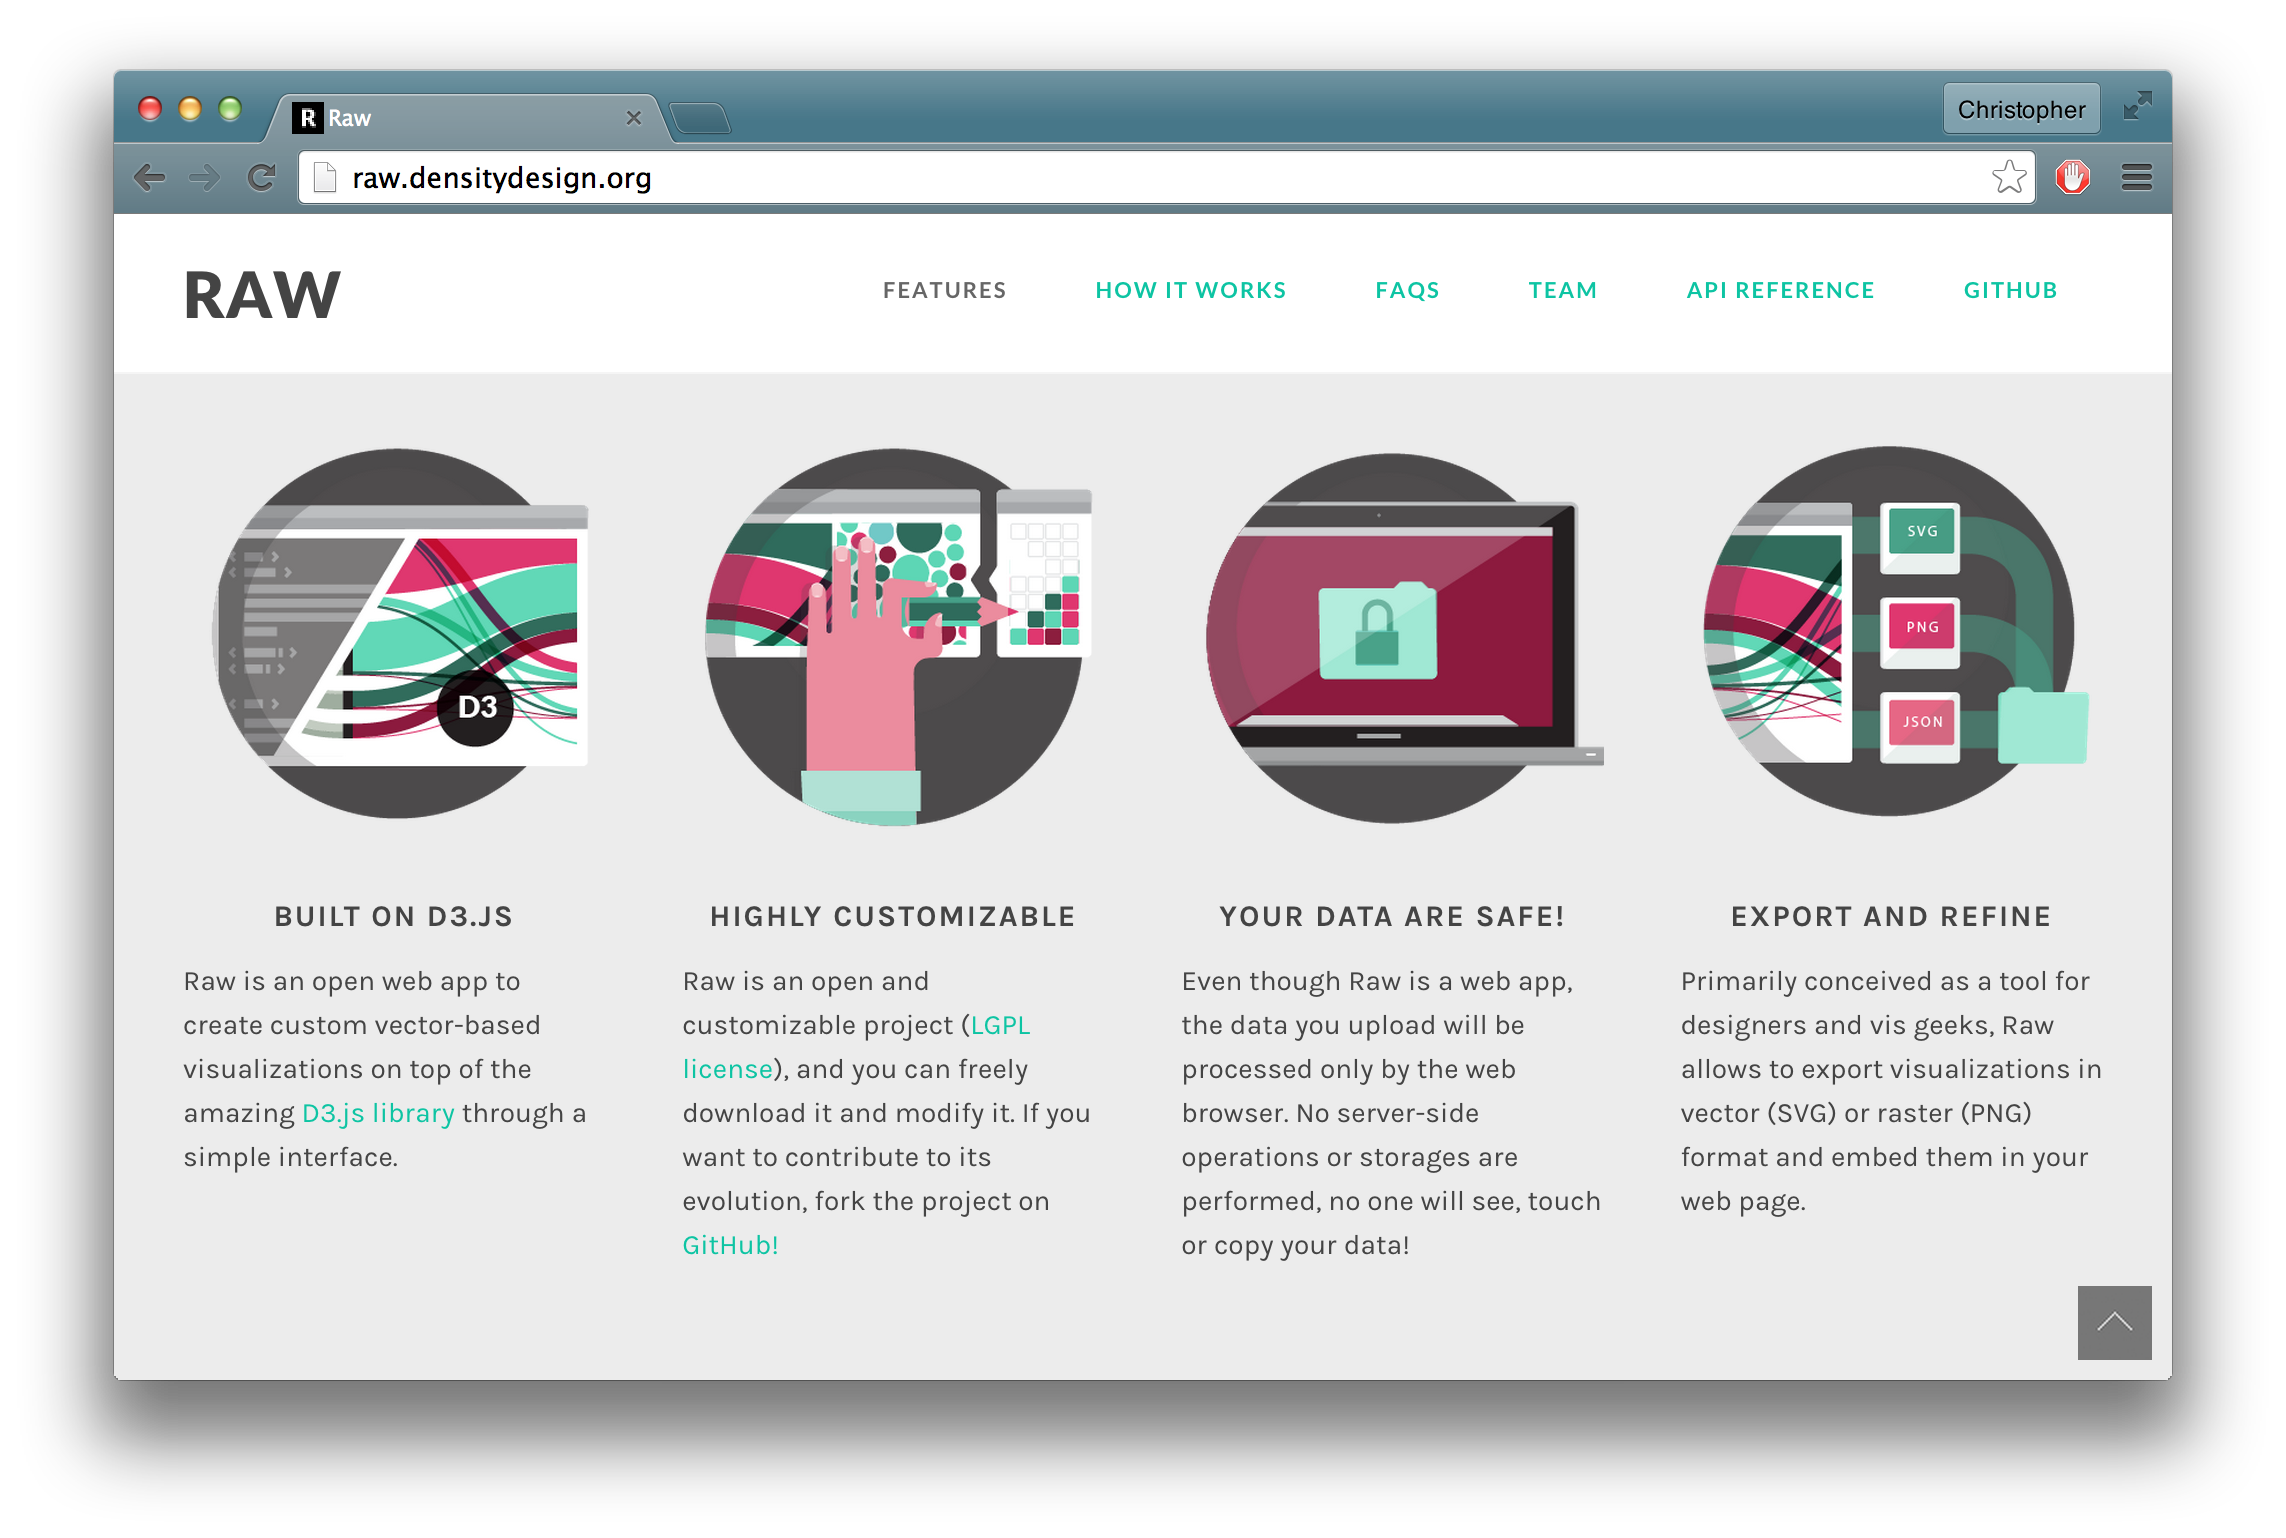 R Raw
Christopher
raw.densitydesign.org
RAW
FEATURES
HOW IT WORKS
FAQS
TEAM
API REFERENCE
GITHUB
D3
SVG
PNG
JSON
BUILT ON D3.JS
Raw is an open web app to
create custom vector-based
visualizations on top of the
amazing D3.js library through a
simple interface.
HIGHLY CUSTOMIZABLE
Raw is an open and
customizable project (LGPL
license), and you can freely
download it and modify it. If you
want to contribute to its
evolution, fork the project on
GitHub!
YOUR DATA ARE SAFE!
Even though Raw is a web app,
the data you upload will be
processed only by the web
browser. No server-side
operations or storages are
performed, no one will see, touch
or copy your data!
EXPORT AND REFINE
Primarily conceived as a tool for
designers and vis geeks, Raw
allows to export visualizations in
vector (SVG) or raster (PNG)
format and embed them in your
web page.